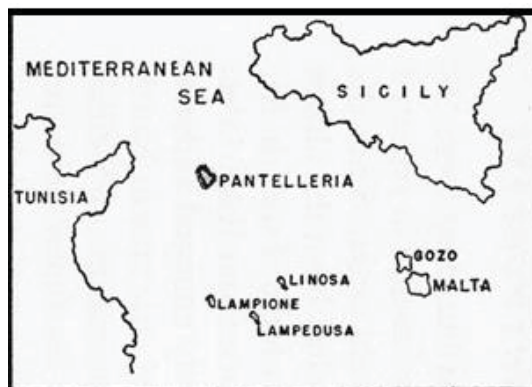 MEDITERRANEAN
SEA
SICILY
PANTELLERIA
TUNISIA
GOZO
LINOSA
MALTA
LAMPIONE
LAMPEDUSA